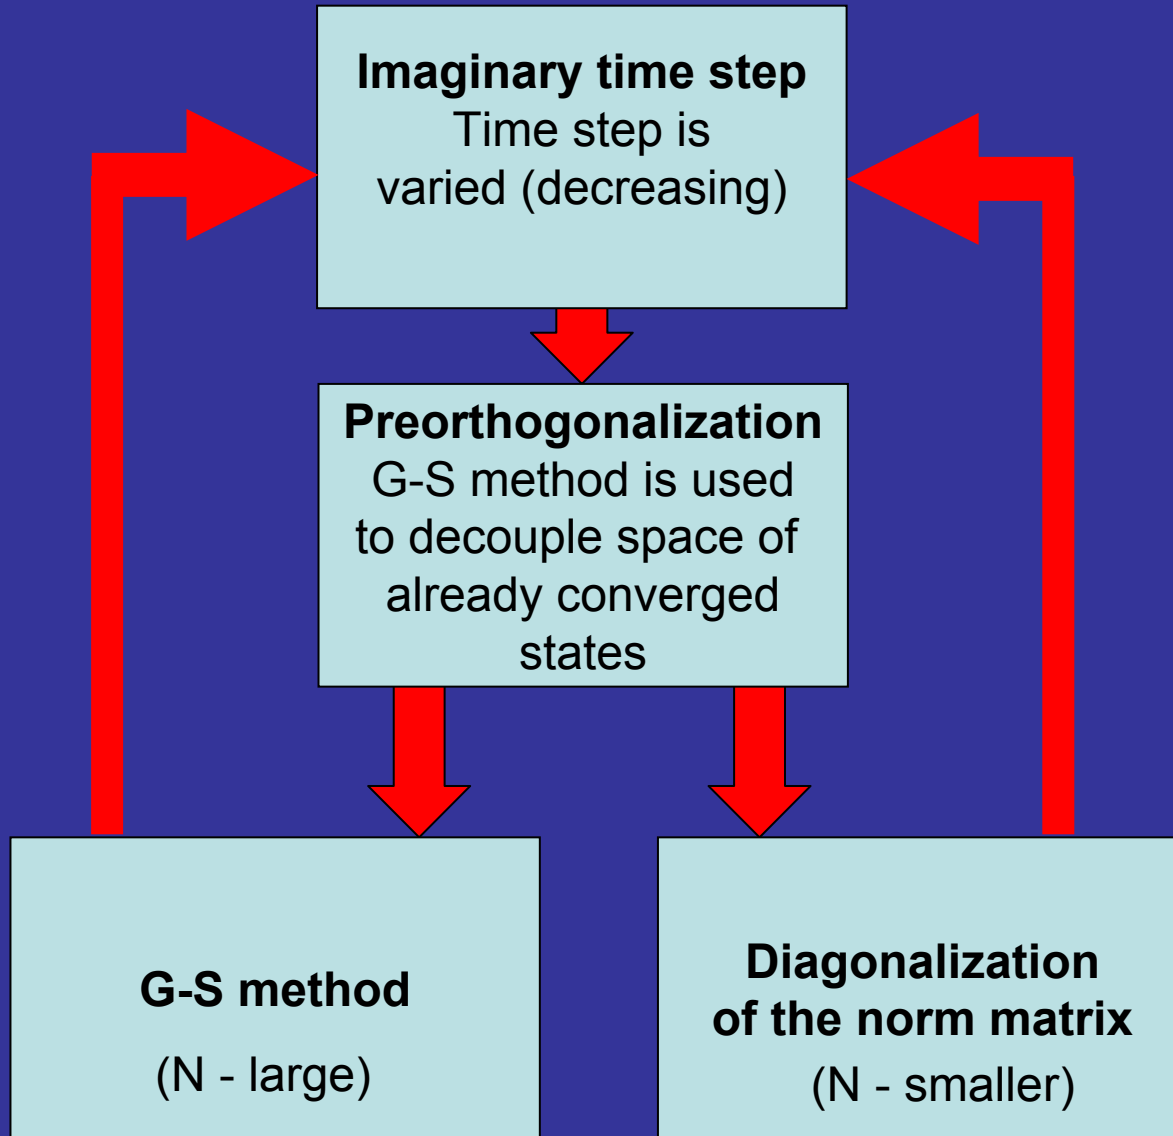 Imaginary time step
Time step is
varied (decreasing)
Preorthogonalization
G-S method is used
to decouple space of
already converged
states
G-S method
(N - large)
Diagonalization
of the norm matrix
(N - smaller)